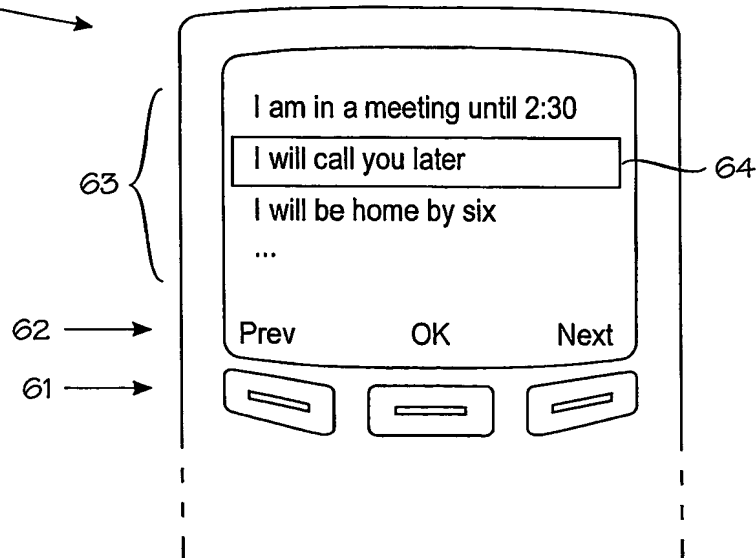 I am in a meeting until 2:30
I will call you later
64
63
I will be home by six
...
62
Prev OK Next
61